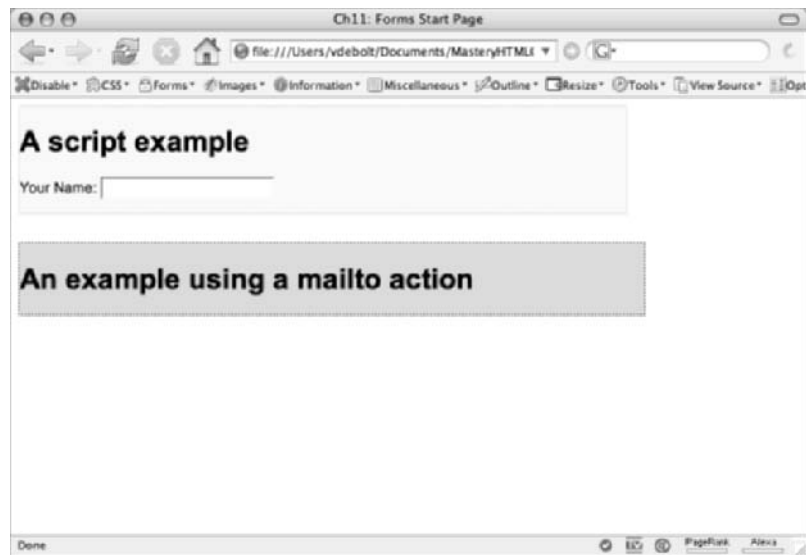 Ch11: Forms Start Page
file:///Users/vdebolt/Documents/MasteryHTML
G
Disable CSS Forms Images Information Miscellaneous Outline Resize Tools View Source Opt
A script example
Your Name:
An example using a mailto action
Done PageRank Alexa